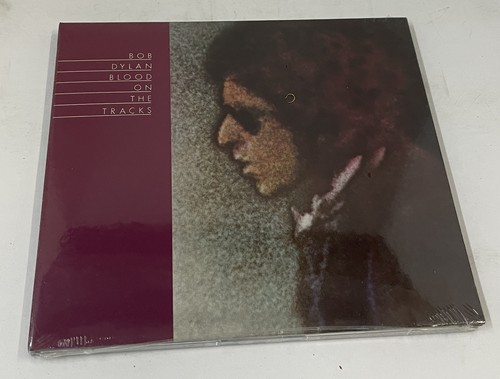 BOB
DYLAN
BLOOD
ON
THE
TRACKS